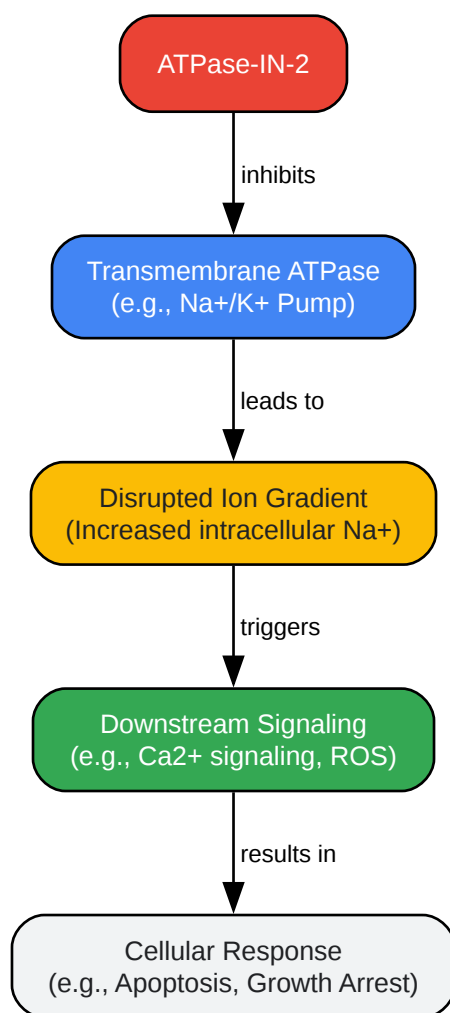 ATPase-IN-2
inhibits
Transmembrane ATPase
(e.g., Na+/K+ Pump)
leads to
Disrupted Ion Gradient
(Increased intracellular Na+)
triggers
Downstream Signaling
(e.g., Ca2+ signaling, ROS)
results in
Cellular Response
(e.g., Apoptosis, Growth Arrest)